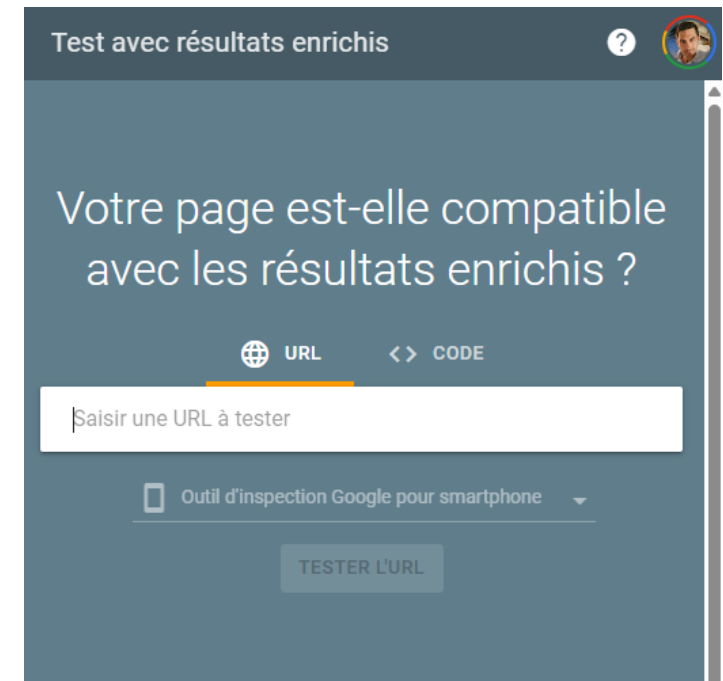 Test avec résultats enrichis
?
Votre page est-elle compatible
avec les résultats enrichis ?
URL
<> CODE
Saisir une URL à tester
Outil d'inspection Google pour smartphone
TESTER L'URL